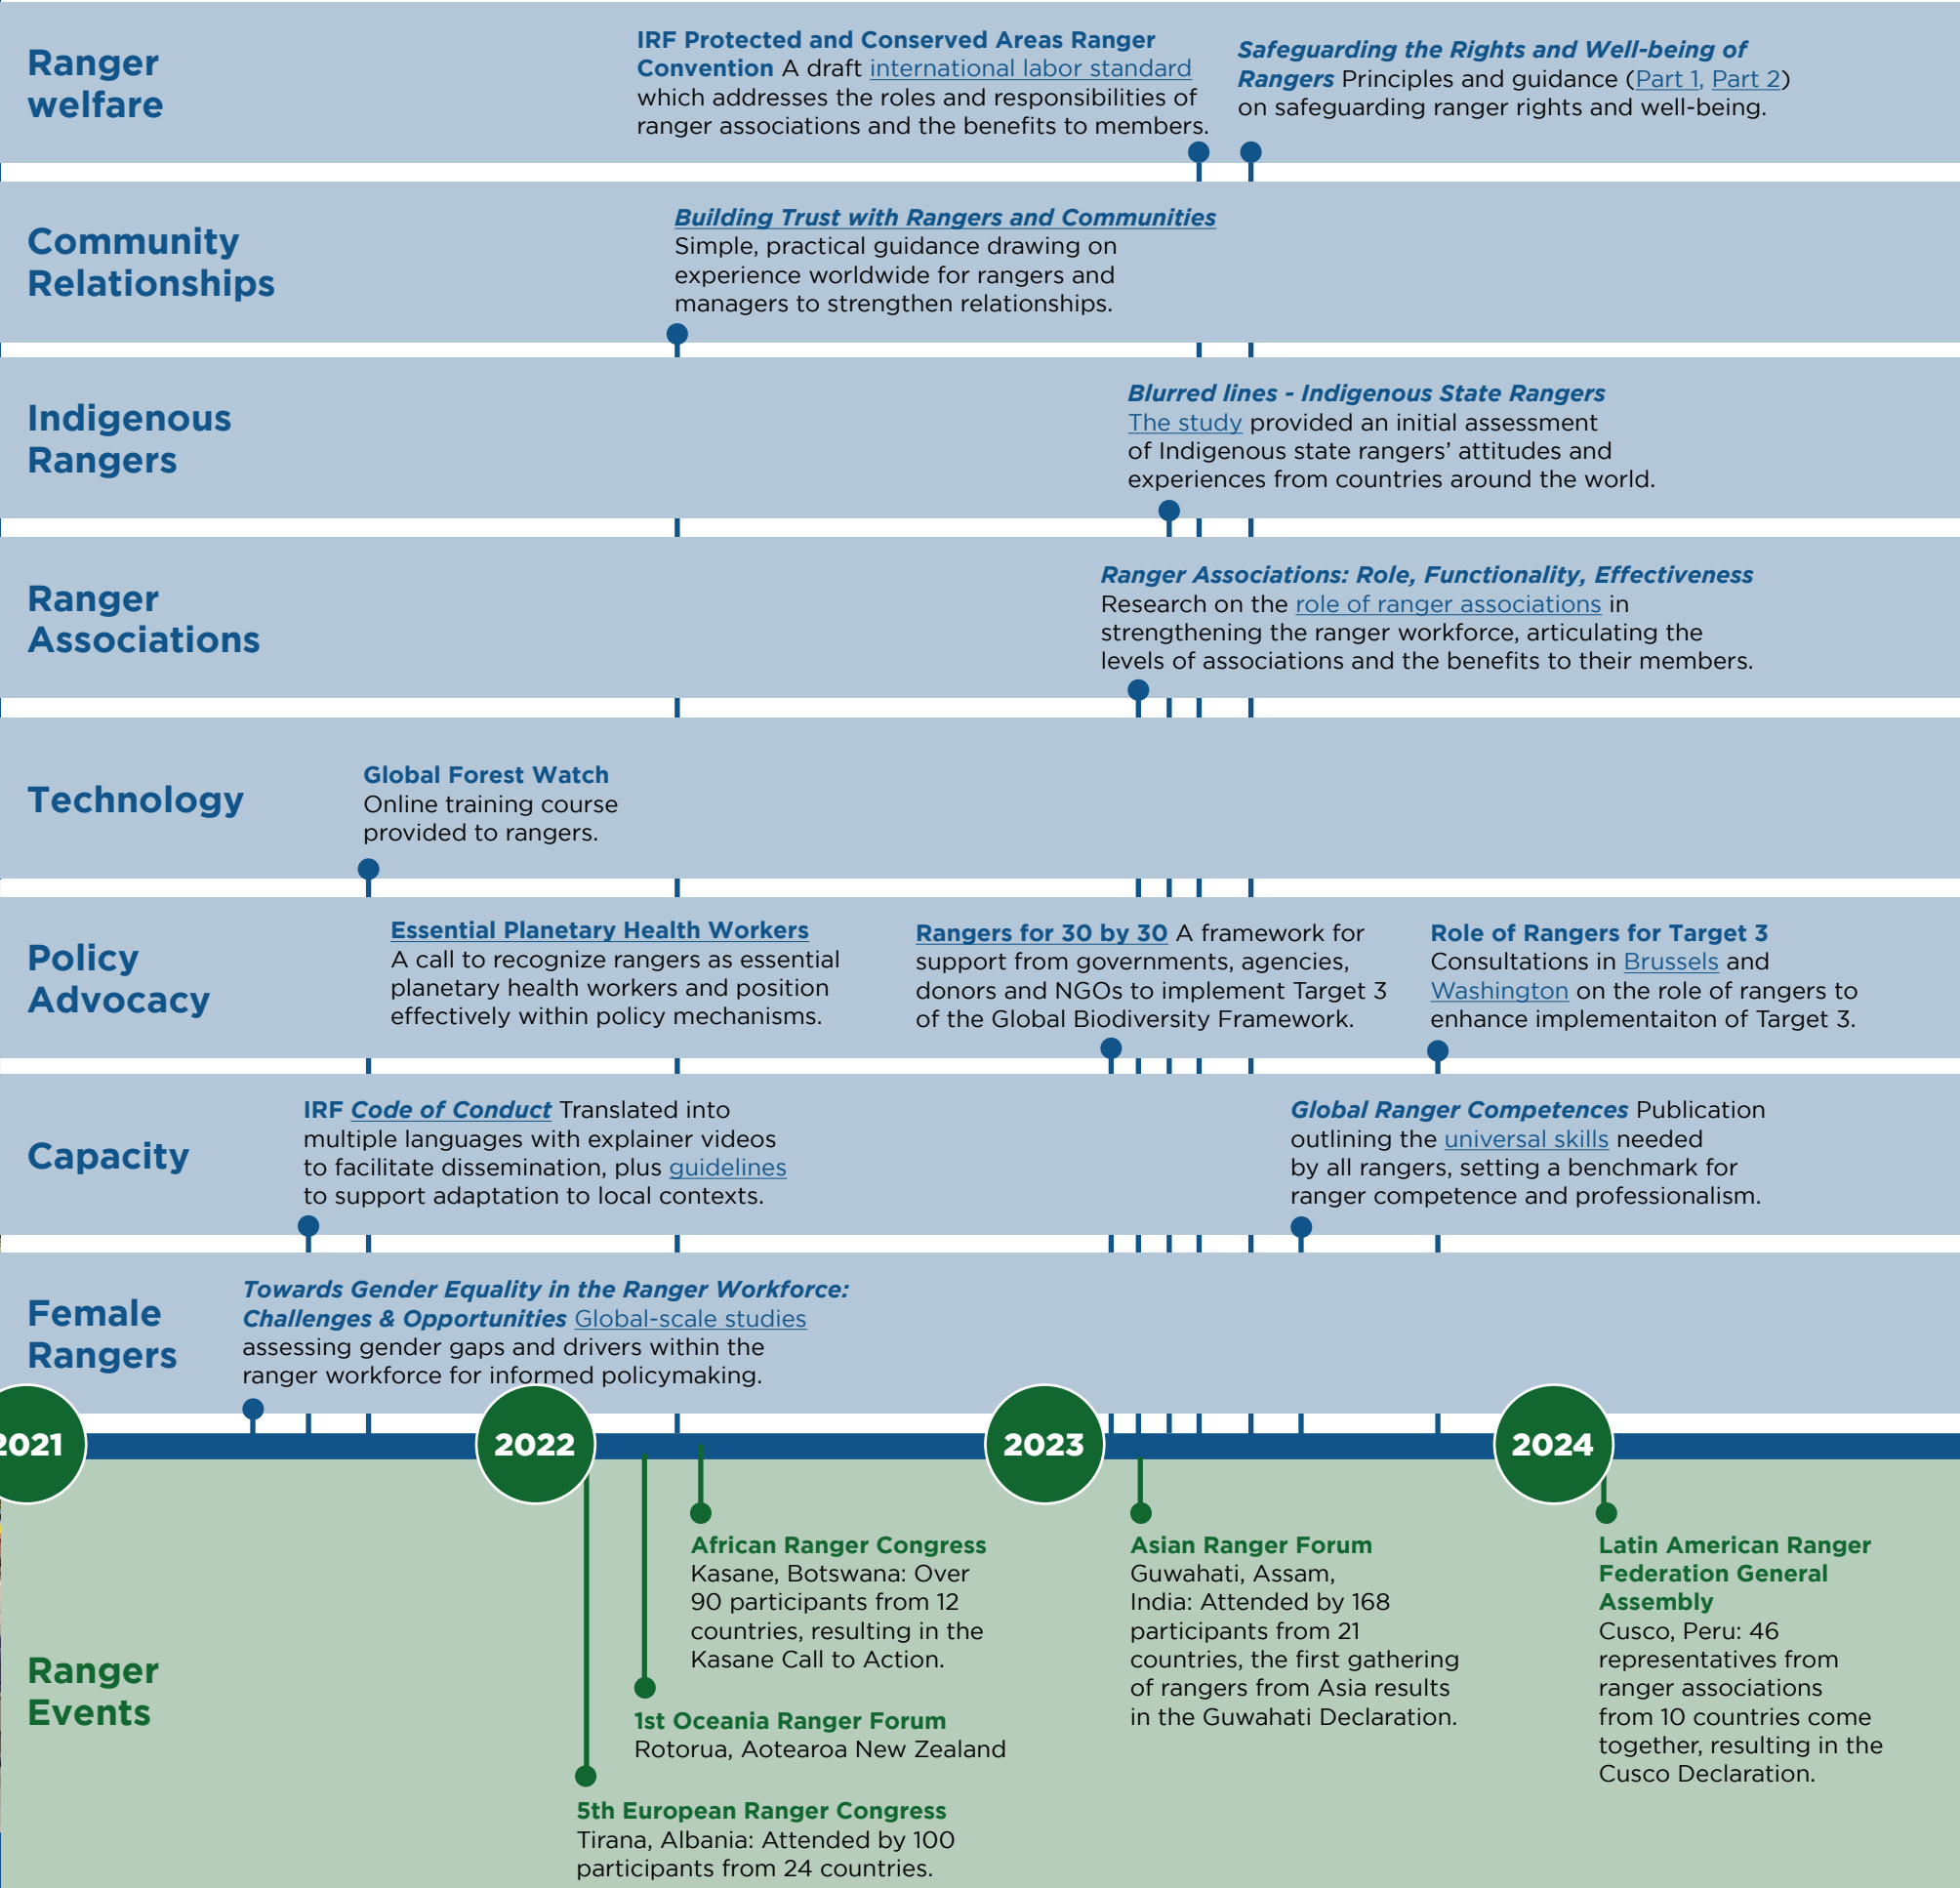 Ranger
welfare
IRF Protected and Conserved Areas Ranger
Convention A draft international labor standard
which addresses the roles and responsibilities of
ranger associations and the benefits to members.
Safeguarding the Rights and Well-being of
Rangers Principles and guidance (Part 1, Part 2)
on safeguarding ranger rights and well-being.
Community
Relationships
Building Trust with Rangers and Communities
Simple, practical guidance drawing on
experience worldwide for rangers and
managers to strengthen relationships.
Indigenous
Rangers
Blurred lines - Indigenous State Rangers
The study provided an initial assessment
of Indigenous state rangers’ attitudes and
experiences from countries around the world.
Ranger
Associations
Ranger Associations: Role, Functionality, Effectiveness
Research on the role of ranger associations in
strengthening the ranger workforce, articulating the
levels of associations and the benefits to their members.
Technology
Global Forest Watch
Online training course
provided to rangers.
Policy
Advocacy
Essential Planetary Health Workers
A call to recognize rangers as essential
planetary health workers and position
effectively within policy mechanisms.
Rangers for 30 by 30 A framework for
support from governments, agencies,
donors and NGOs to implement Target 3
of the Global Biodiversity Framework.
Role of Rangers for Target 3
Consultations in Brussels and
Washington on the role of rangers to
enhance implementaiton of Target 3.
Capacity
IRF Code of Conduct Translated into
multiple languages with explainer videos
to facilitate dissemination, plus guidelines
to support adaptation to local contexts.
Global Ranger Competences Publication
outlining the universal skills needed
by all rangers, setting a benchmark for
ranger competence and professionalism.
Female
Rangers
Towards Gender Equality in the Ranger Workforce:
Challenges & Opportunities Global-scale studies
assessing gender gaps and drivers within the
ranger workforce for informed policymaking.
2021
2022
2023
2024
Ranger
Events
African Ranger Congress
Kasane, Botswana: Over
90 participants from 12
countries, resulting in the
Kasane Call to Action.
1st Oceania Ranger Forum
Rotorua, Aotearoa New Zealand
5th European Ranger Congress
Tirana, Albania: Attended by 100
participants from 24 countries.
Asian Ranger Forum
Guwahati, Assam,
India: Attended by 168
participants from 21
countries, the first gathering
of rangers from Asia results
in the Guwahati Declaration.
Latin American Ranger
Federation General
Assembly
Cusco, Peru: 46
representatives from
ranger associations
from 10 countries come
together, resulting in the
Cusco Declaration.